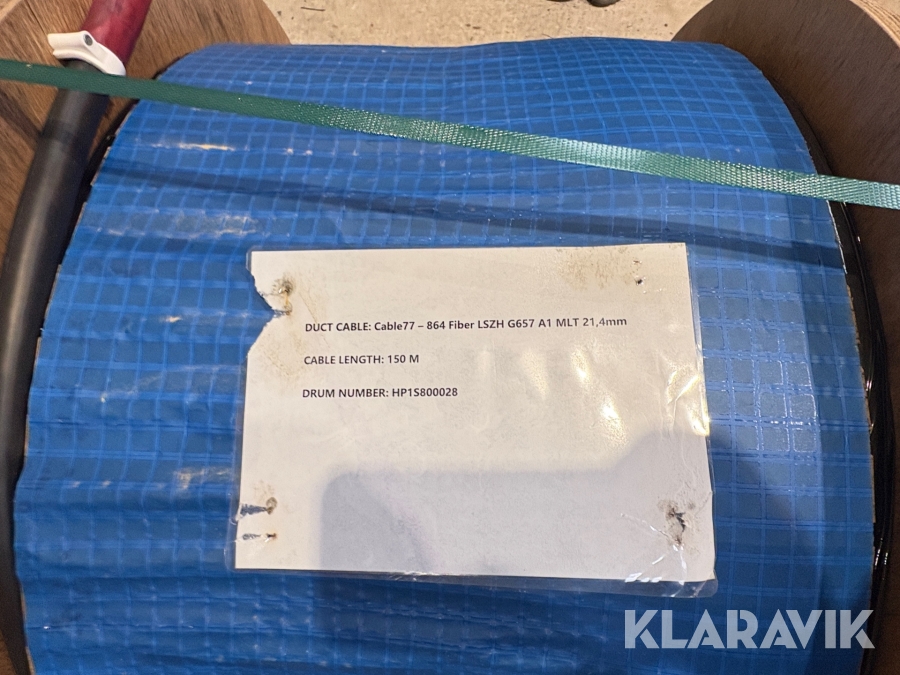 DUCT CABLE: Cable77 – 864 Fiber LSZH G657 A1 MLT 21,4mm
CABLE LENGTH: 150 M
DRUM NUMBER: HP1S800028
KLARAVIK